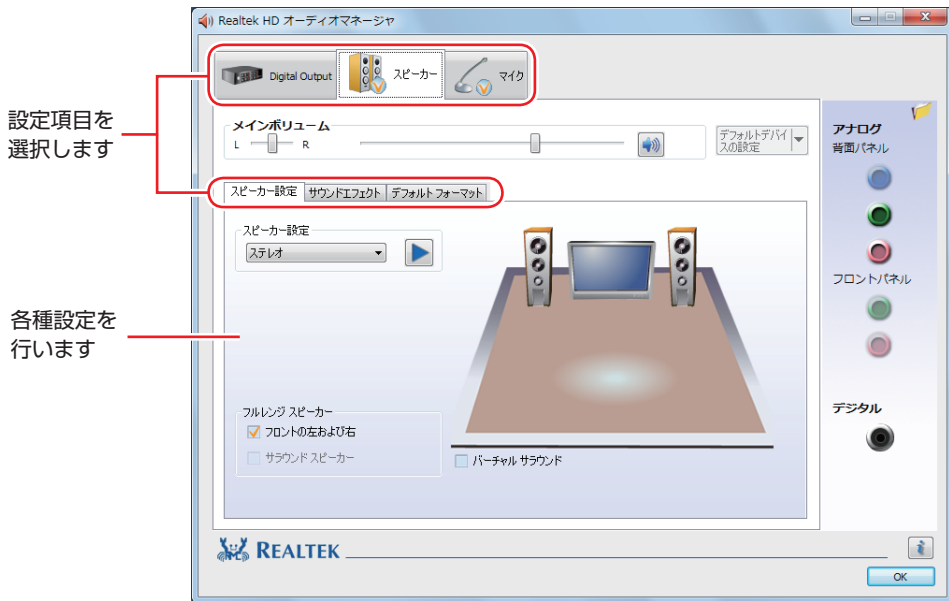 Realtek HD オーディオマネージャ
Digital Output
スピーカー
マイク
設定項目を
選択します
メインボリューム
L
R
デフォルトデバイ
スの設定
アナログ
背面パネル
スピーカー設定
サウンドエフェクト
デフォルト フォーマット
スピーカー設定
ステレオ
フロントパネル
各種設定を
行います
フルレンジ スピーカー
フロントの左および右
サラウンド スピーカー
バーチャル サラウンド
デジタル
REALTEK
OK